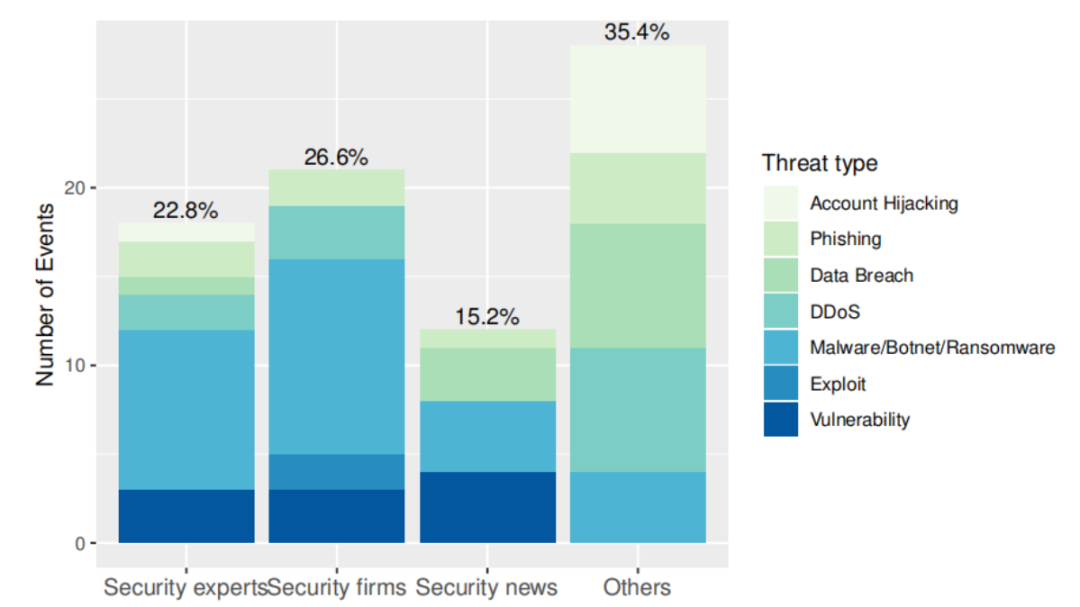 35.4%
26.6%
22.8%
15.2%
Number of Events
20
10
0
Security experts
Security firms
Security news
Others
Threat type
Account Hijacking
Phishing
Data Breach
DDoS
Malware/Botnet/Ransomware
Exploit
Vulnerability